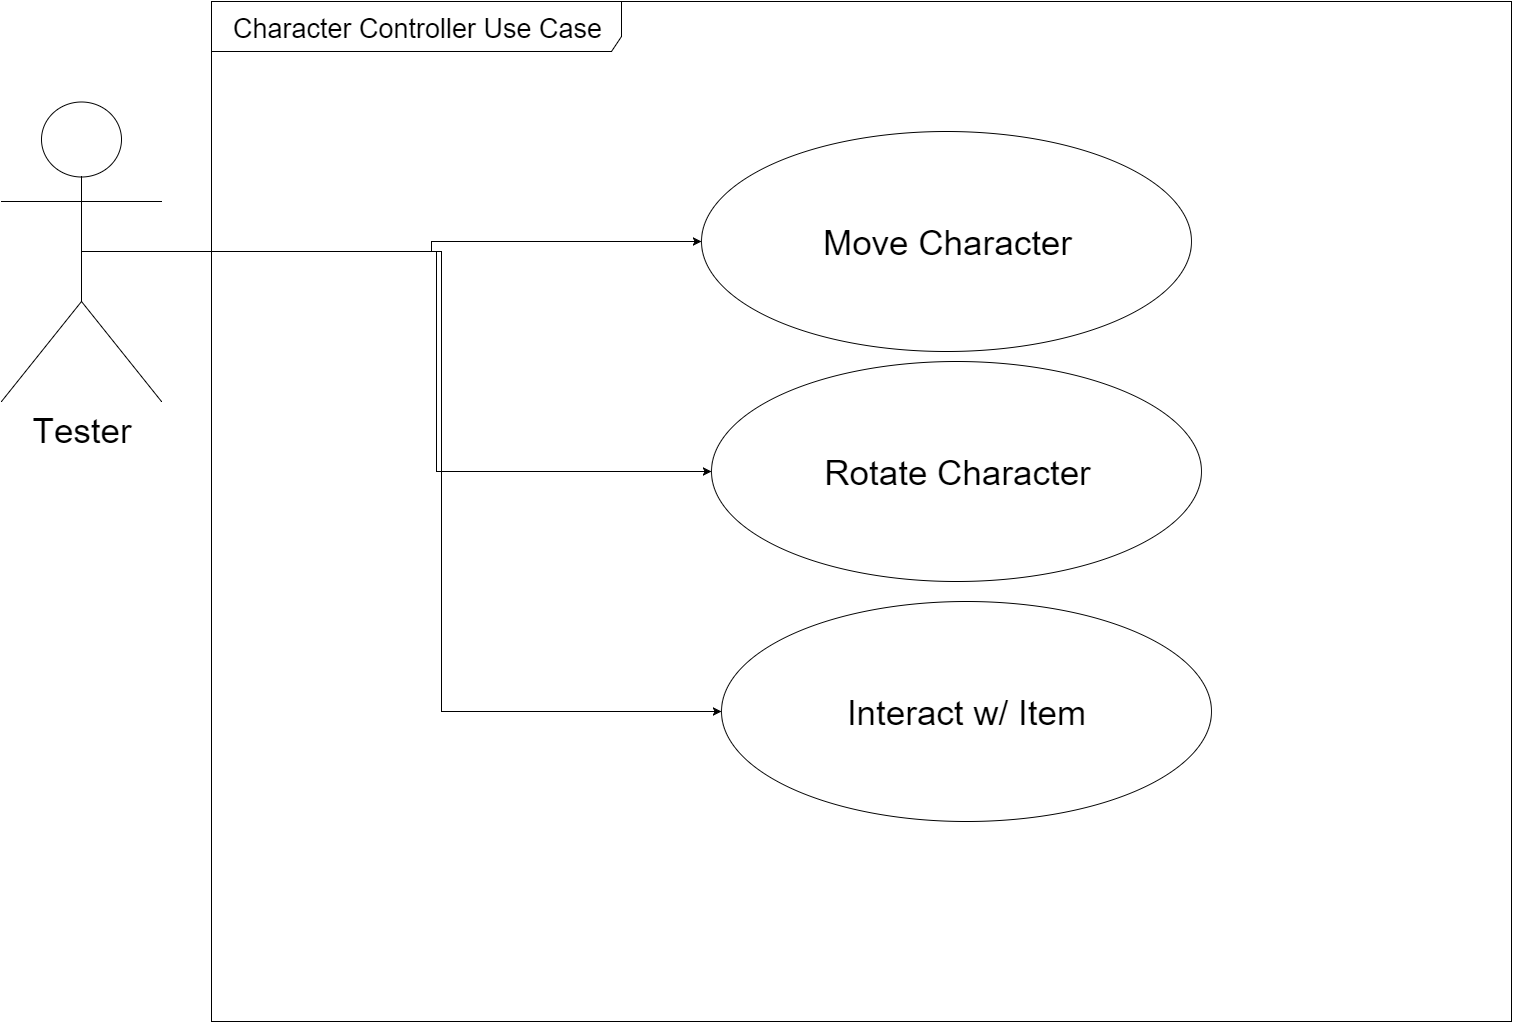 Character Controller Use Case
Move Character
Tester
Rotate Character
Interact w/ Item